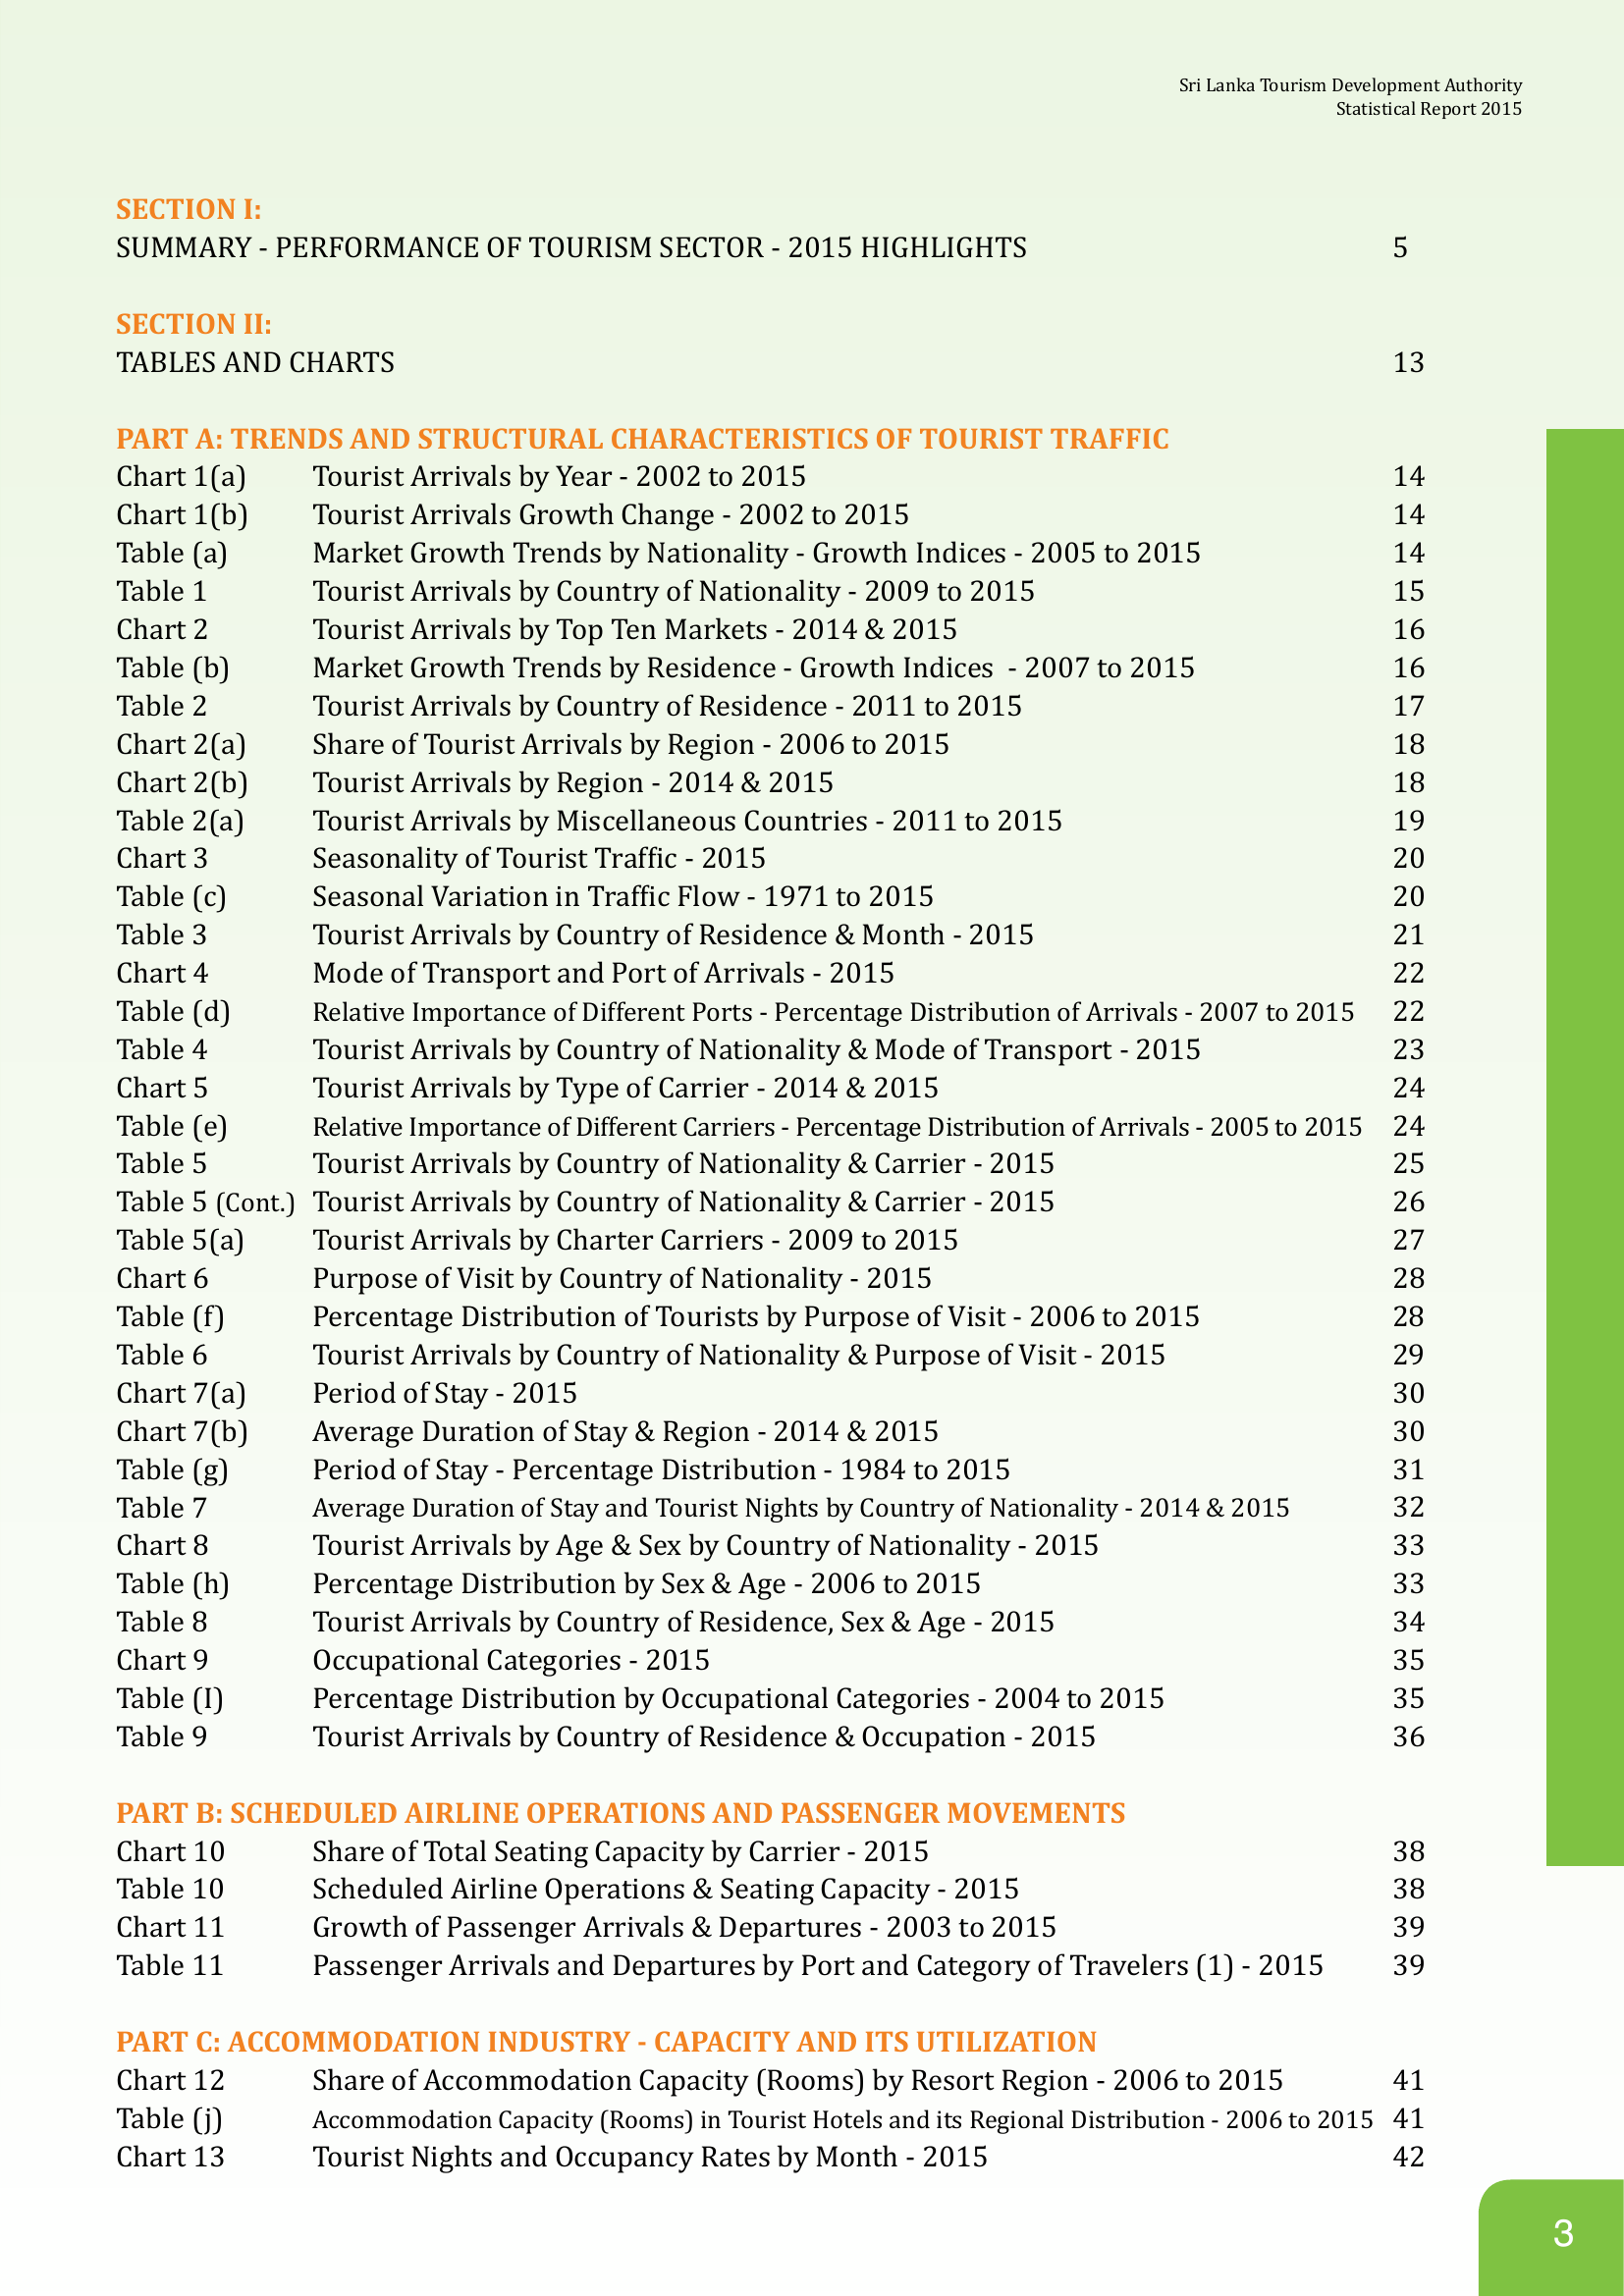 Sri Lanka Tourism Development Authority
Statistical Report 2015
SECTION I:
SUMMARY - PERFORMANCE OF TOURISM SECTOR - 2015 HIGHLIGHTS 5
SECTION II:
TABLES AND CHARTS 13
PART A: TRENDS AND STRUCTURAL CHARACTERISTICS OF TOURIST TRAFFIC
Chart 1(a) Tourist Arrivals by Year - 2002 to 2015 14
Chart 1(b) Tourist Arrivals Growth Change - 2002 to 2015 14
Table (a) Market Growth Trends by Nationality - Growth Indices - 2005 to 2015 14
Table 1 Tourist Arrivals by Country of Nationality - 2009 to 2015 15
Chart 2 Tourist Arrivals by Top Ten Markets - 2014 & 2015 16
Table (b) Market Growth Trends by Residence - Growth Indices - 2007 to 2015 16
Table 2 Tourist Arrivals by Country of Residence - 2011 to 2015 17
Chart 2(a) Share of Tourist Arrivals by Region - 2006 to 2015 18
Chart 2(b) Tourist Arrivals by Region - 2014 & 2015 18
Table 2(a) Tourist Arrivals by Miscellaneous Countries - 2011 to 2015 19
Chart 3 Seasonality of Tourist Traffic - 2015 20
Table (c) Seasonal Variation in Traffic Flow - 1971 to 2015 20
Table 3 Tourist Arrivals by Country of Residence & Month - 2015 21
Chart 4 Mode of Transport and Port of Arrivals - 2015 22
Table (d) Relative Importance of Different Ports - Percentage Distribution of Arrivals - 2007 to 2015 22
Table 4 Tourist Arrivals by Country of Nationality & Mode of Transport - 2015 23
Chart 5 Tourist Arrivals by Type of Carrier - 2014 & 2015 24
Table (e) Relative Importance of Different Carriers - Percentage Distribution of Arrivals - 2005 to 2015 24
Table 5 Tourist Arrivals by Country of Nationality & Carrier - 2015 25
Table 5 (Cont.) Tourist Arrivals by Country of Nationality & Carrier - 2015 26
Table 5(a) Tourist Arrivals by Charter Carriers - 2009 to 2015 27
Chart 6 Purpose of Visit by Country of Nationality - 2015 28
Table (f) Percentage Distribution of Tourists by Purpose of Visit - 2006 to 2015 28
Table 6 Tourist Arrivals by Country of Nationality & Purpose of Visit - 2015 29
Chart 7(a) Period of Stay - 2015 30
Chart 7(b) Average Duration of Stay & Region - 2014 & 2015 30
Table (g) Period of Stay - Percentage Distribution - 1984 to 2015 31
Table 7 Average Duration of Stay and Tourist Nights by Country of Nationality - 2014 & 2015 32
Chart 8 Tourist Arrivals by Age & Sex by Country of Nationality - 2015 33
Table (h) Percentage Distribution by Sex & Age - 2006 to 2015 33
Table 8 Tourist Arrivals by Country of Residence, Sex & Age - 2015 34
Chart 9 Occupational Categories - 2015 35
Table (I) Percentage Distribution by Occupational Categories - 2004 to 2015 35
Table 9 Tourist Arrivals by Country of Residence & Occupation - 2015 36
PART B: SCHEDULED AIRLINE OPERATIONS AND PASSENGER MOVEMENTS
Chart 10 Share of Total Seating Capacity by Carrier - 2015 38
Table 10 Scheduled Airline Operations & Seating Capacity - 2015 38
Chart 11 Growth of Passenger Arrivals & Departures - 2003 to 2015 39
Table 11 Passenger Arrivals and Departures by Port and Category of Travelers (1) - 2015 39
PART C: ACCOMMODATION INDUSTRY - CAPACITY AND ITS UTILIZATION
Chart 12 Share of Accommodation Capacity (Rooms) by Resort Region - 2006 to 2015 41
Table (j) Accommodation Capacity (Rooms) in Tourist Hotels and its Regional Distribution - 2006 to 2015 41
Chart 13 Tourist Nights and Occupancy Rates by Month - 2015 42
3